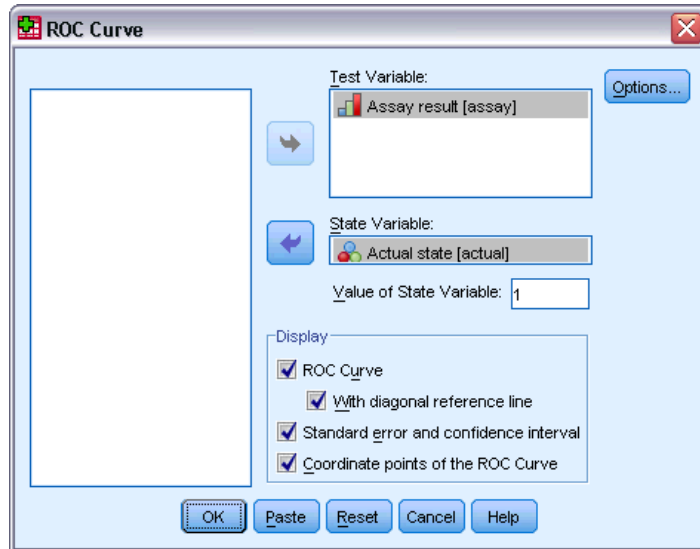 ROC Curve
Test Variable:
Assay result [assay]
Options...
State Variable:
Actual state [actual]
Value of State Variable: 1
Display
ROC Curve
With diagonal reference line
Standard error and confidence interval
Coordinate points of the ROC Curve
OK Paste Reset Cancel Help